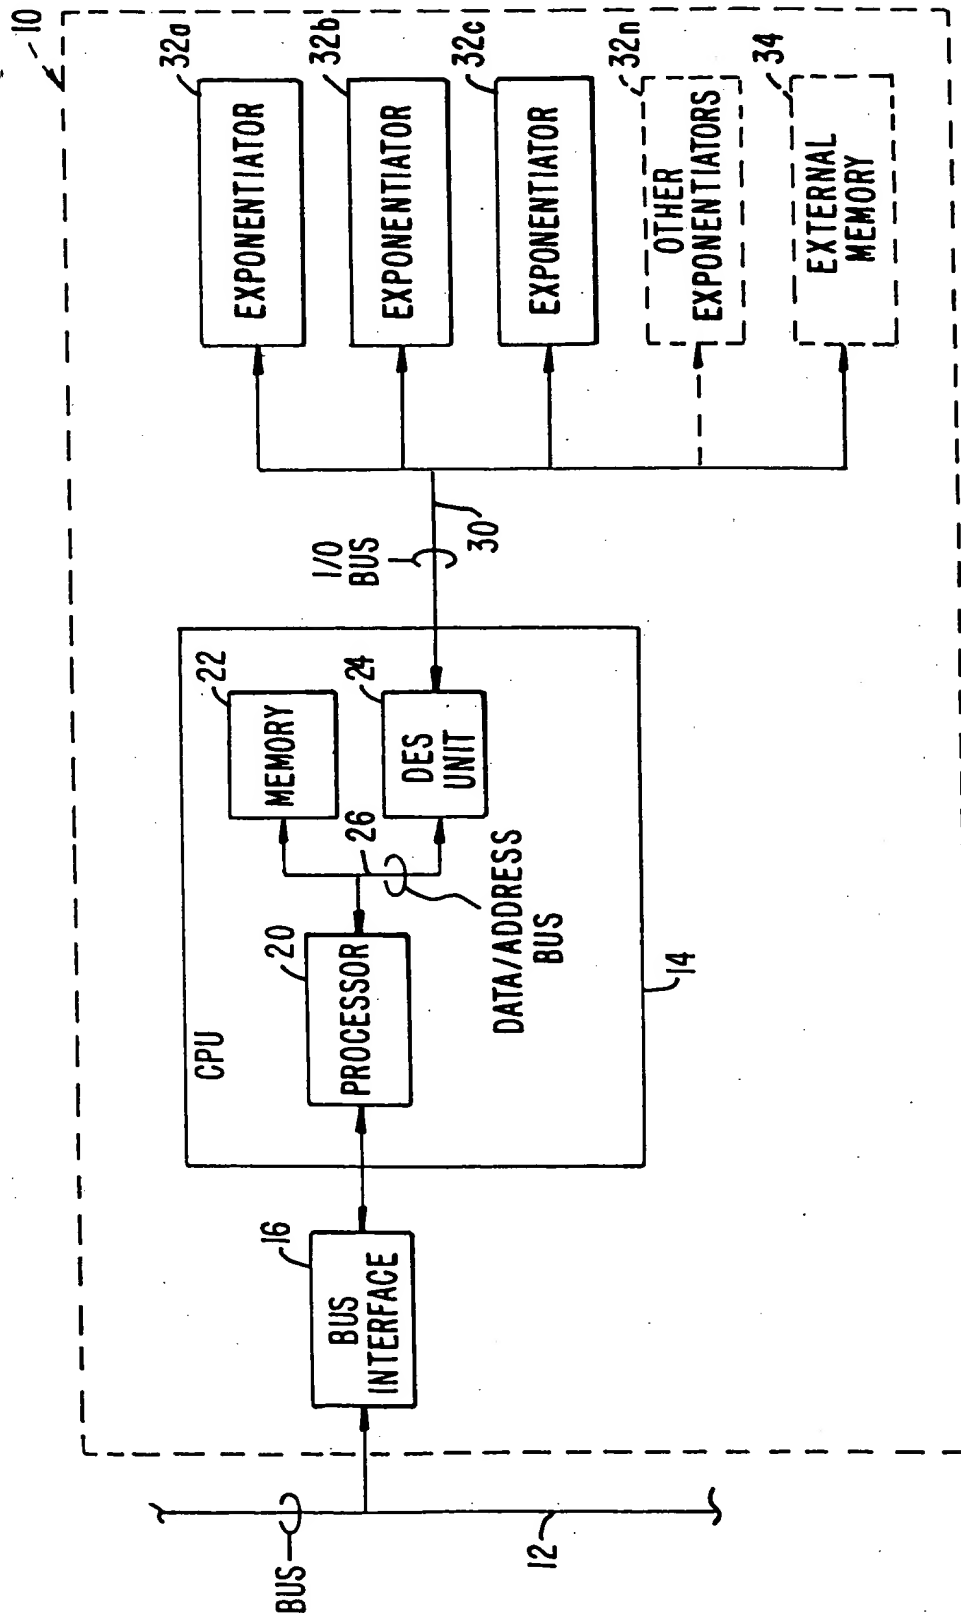 10
32a
EXPONENTIATOR
32b
EXPONENTIATOR
32c
EXPONENTIATOR
32n
OTHER
EXPONENTIATORS
34
EXTERNAL
MEMORY
I/O
BUS
30
CPU
22
MEMORY
24
DES
UNIT
26
DATA/ADDRESS
BUS
20
PROCESSOR
14
16
BUS
INTERFACE
BUS
12